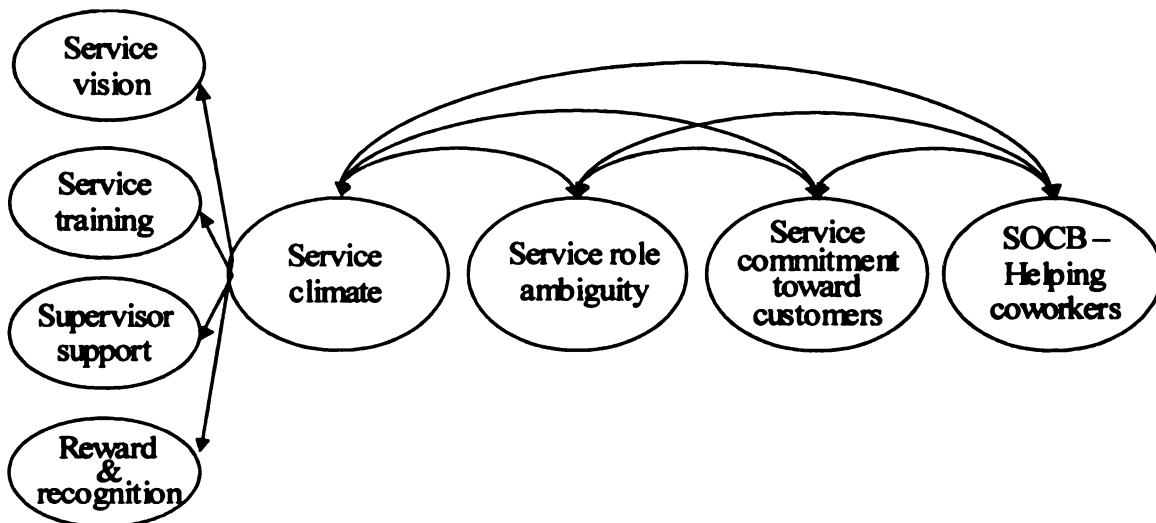 Service
vision
Service
training
Supervisor
support
Reward
&
recognition
Service
climate
Service role
ambiguity
Service
commitment
toward
customers
SOCB –
Helping
coworkers